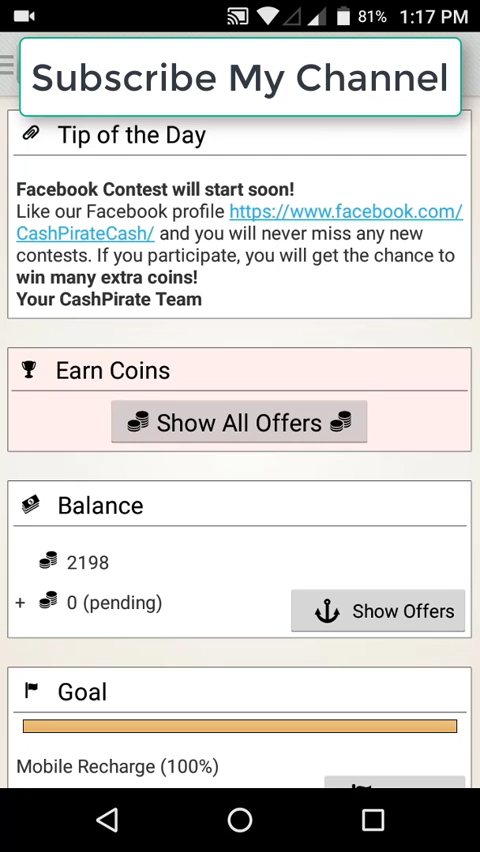 81% 1:17 PM
Subscribe My Channel
Tip of the Day
Facebook Contest will start soon!
Like our Facebook profile https://www.facebook.com/
CashPirateCash/ and you will never miss any new
contests. If you participate, you will get the chance to
win many extra coins!
Your CashPirate Team
Earn Coins
Show All Offers
Balance
2198
+ 0 (pending)
Show Offers
Goal
Mobile Recharge (100%)